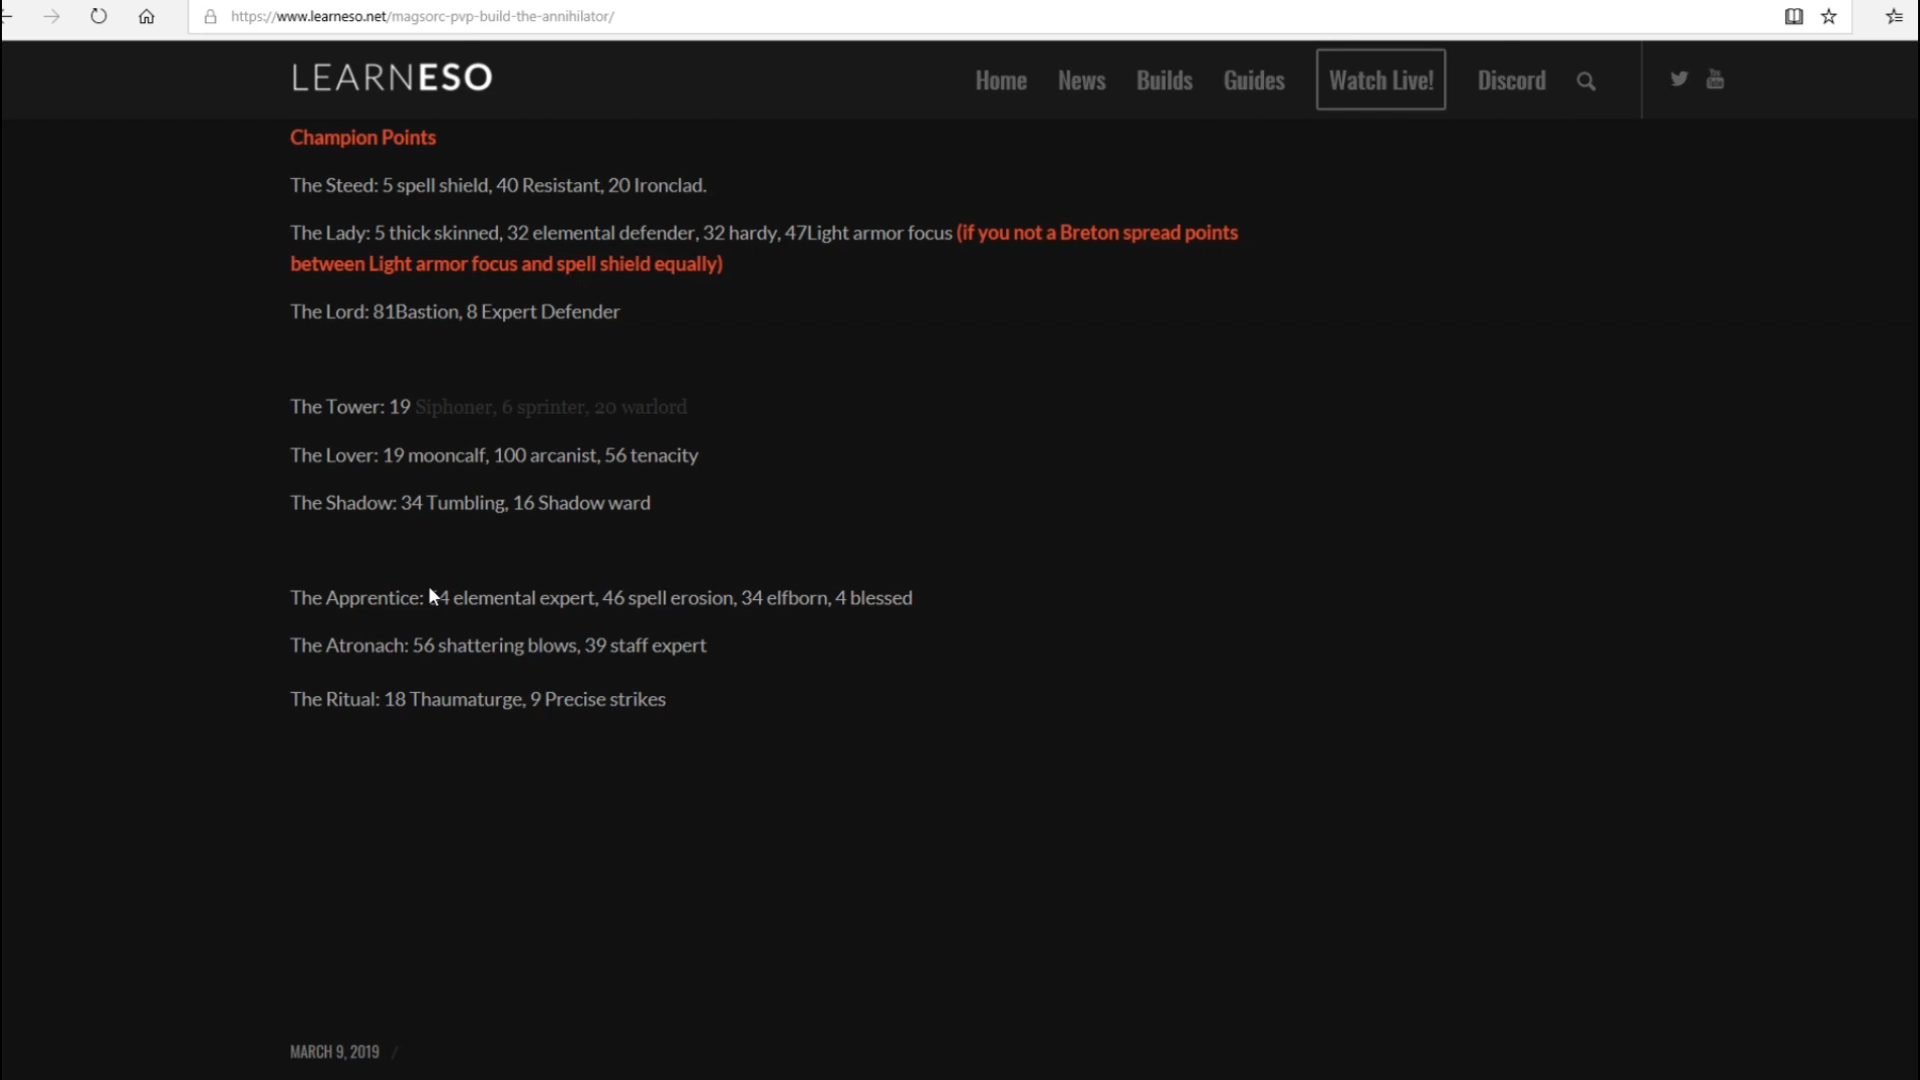 https://www.learneso.net/magsorc-pvp-build-the-annihilator/
LEARNESO
Home News Builds Guides Watch Live! Discord
Champion Points
The Steed: 5 spell shield, 40 Resistant, 20 Ironclad.
The Lady: 5 thick skinned, 32 elemental defender, 32 hardy, 47Light armor focus (if you not a Breton spread points
between Light armor focus and spell shield equally)
The Lord: 81Bastion, 8 Expert Defender
The Tower: 19 Siphoner, 6 sprinter, 20 warlord
The Lover: 19 mooncalf, 100 arcanist, 56 tenacity
The Shadow: 34 Tumbling, 16 Shadow ward
The Apprentice: elemental expert, 46 spell erosion, 34 elfborn, 4 blessed
The Atronach: 56 shattering blows, 39 staff expert
The Ritual: 18 Thaumaturge, 9 Precise strikes
MARCH 9, 2019 /